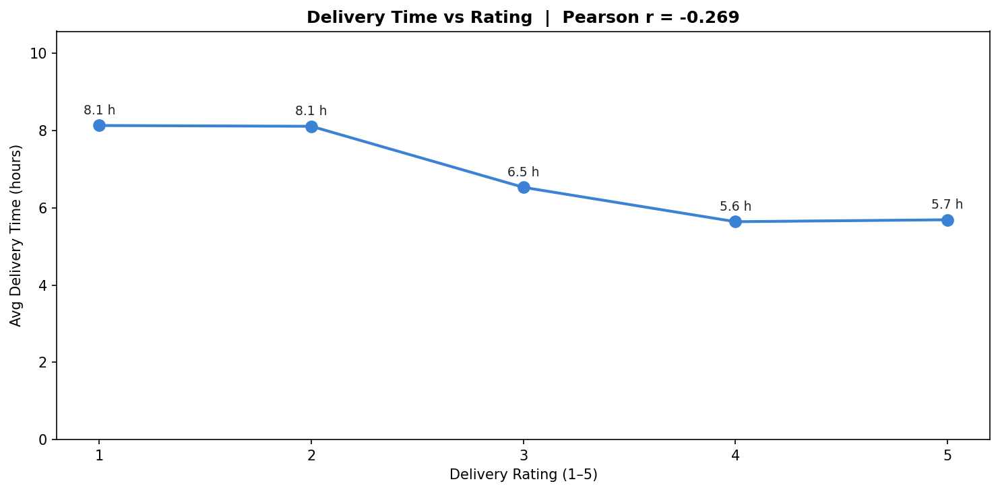 Delivery Time vs Rating | Pearson r = -0.269
Avg Delivery Time (hours)
10
8
6
4
2
0
8.1 h
8.1 h
6.5 h
5.6 h
5.7 h
1
2
3
4
5
Delivery Rating (1–5)